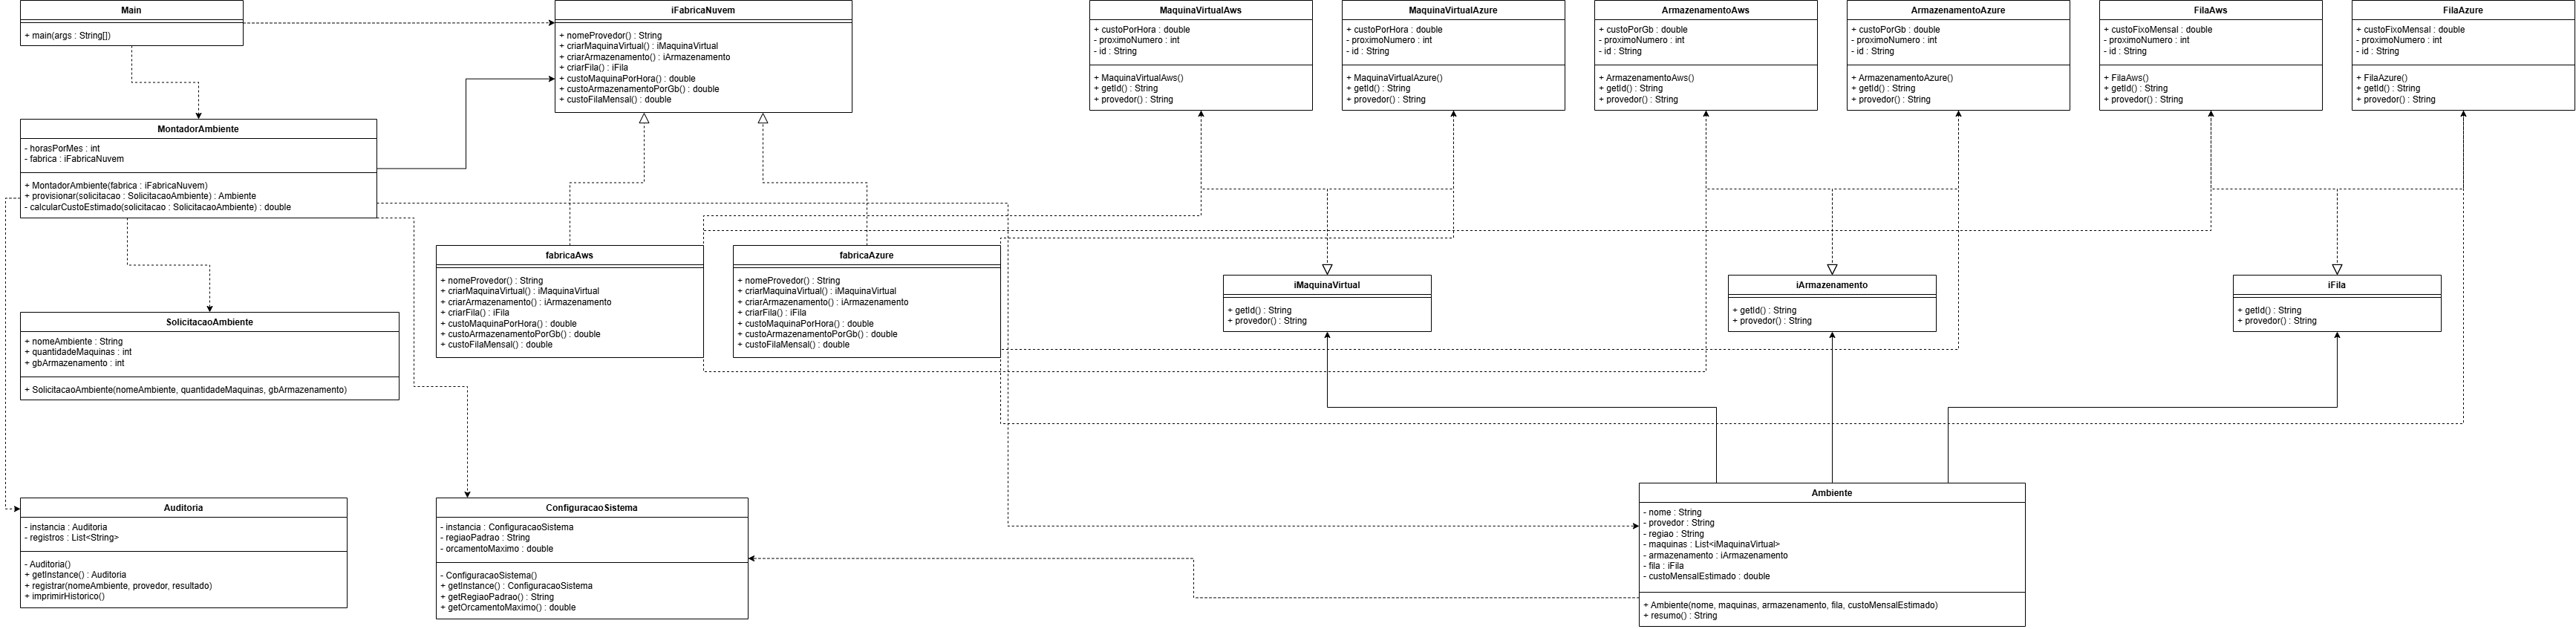 Main
+ main(args : String[])
iFabricaNuvem
+ nomeProvedor() : String
+ criarMaquinaVirtual() : iMaquinaVirtual
+ criarArmazenamento() : iArmazenamento
+ criarFila() : iFila
+ custoMaquinaPorHora() : double
+ custoArmazenamentoPorGb() : double
+ custoFilaMensal() : double
MaquinaVirtualAws
+ custoPorHora : double
- proximoNumero : int
- id : String
+ MaquinaVirtualAws()
+ getId() : String
+ provedor() : String
MaquinaVirtualAzure
+ custoPorHora : double
- proximoNumero : int
- id : String
+ MaquinaVirtualAzure()
+ getId() : String
+ provedor() : String
ArmazenamentoAws
+ custoPorGb : double
- proximoNumero : int
- id : String
+ ArmazenamentoAws()
+ getId() : String
+ provedor() : String
ArmazenamentoAzure
+ custoPorGb : double
- proximoNumero : int
- id : String
+ ArmazenamentoAzure()
+ getId() : String
+ provedor() : String
FilaAws
+ custoFixoMensal : double
- proximoNumero : int
- id : String
+ FilaAws()
+ getId() : String
+ provedor() : String
FilaAzure
+ custoFixoMensal : double
- proximoNumero : int
- id : String
+ FilaAzure()
+ getId() : String
+ provedor() : String
MontadorAmbiente
- horasPorMes : int
- fabrica : iFabricaNuvem
+ MontadorAmbiente(fabrica : iFabricaNuvem)
+ provisionar(solicitacao : SolicitacaoAmbiente) : Ambiente
- calcularCustoEstimado(solicitacao : SolicitacaoAmbiente) : double
fabricaAws
+ nomeProvedor() : String
+ criarMaquinaVirtual() : iMaquinaVirtual
+ criarArmazenamento() : iArmazenamento
+ criarFila() : iFila
+ custoMaquinaPorHora() : double
+ custoArmazenamentoPorGb() : double
+ custoFilaMensal() : double
fabricaAzure
+ nomeProvedor() : String
+ criarMaquinaVirtual() : iMaquinaVirtual
+ criarArmazenamento() : iArmazenamento
+ criarFila() : iFila
+ custoMaquinaPorHora() : double
+ custoArmazenamentoPorGb() : double
+ custoFilaMensal() : double
iMaquinaVirtual
+ getId() : String
+ provedor() : String
iArmazenamento
+ getId() : String
+ provedor() : String
iFila
+ getId() : String
+ provedor() : String
SolicitacaoAmbiente
+ nomeAmbiente : String
+ quantidadeMaquinas : int
+ gbArmazenamento : int
+ SolicitacaoAmbiente(nomeAmbiente, quantidadeMaquinas, gbArmazenamento)
Auditoria
- instancia : Auditoria
- registros : List<String>
- Auditoria()
+ getInstance() : Auditoria
+ registrar(nomeAmbiente, provedor, resultado)
+ imprimirHistorico()
ConfiguracaoSistema
- instancia : ConfiguracaoSistema
- regiaoPadrao : String
- orcamentoMaximo : double
- ConfiguracaoSistema()
+ getInstance() : ConfiguracaoSistema
+ getRegiaoPadrao() : String
+ getOrcamentoMaximo() : double
Ambiente
- nome : String
- provedor : String
- regiao : String
- maquinas : List<iMaquinaVirtual>
- armazenamento : iArmazenamento
- fila : iFila
- custoMensalEstimado : double
+ Ambiente(nome, maquinas, armazenamento, fila, custoMensalEstimado)
+ resumo() : String